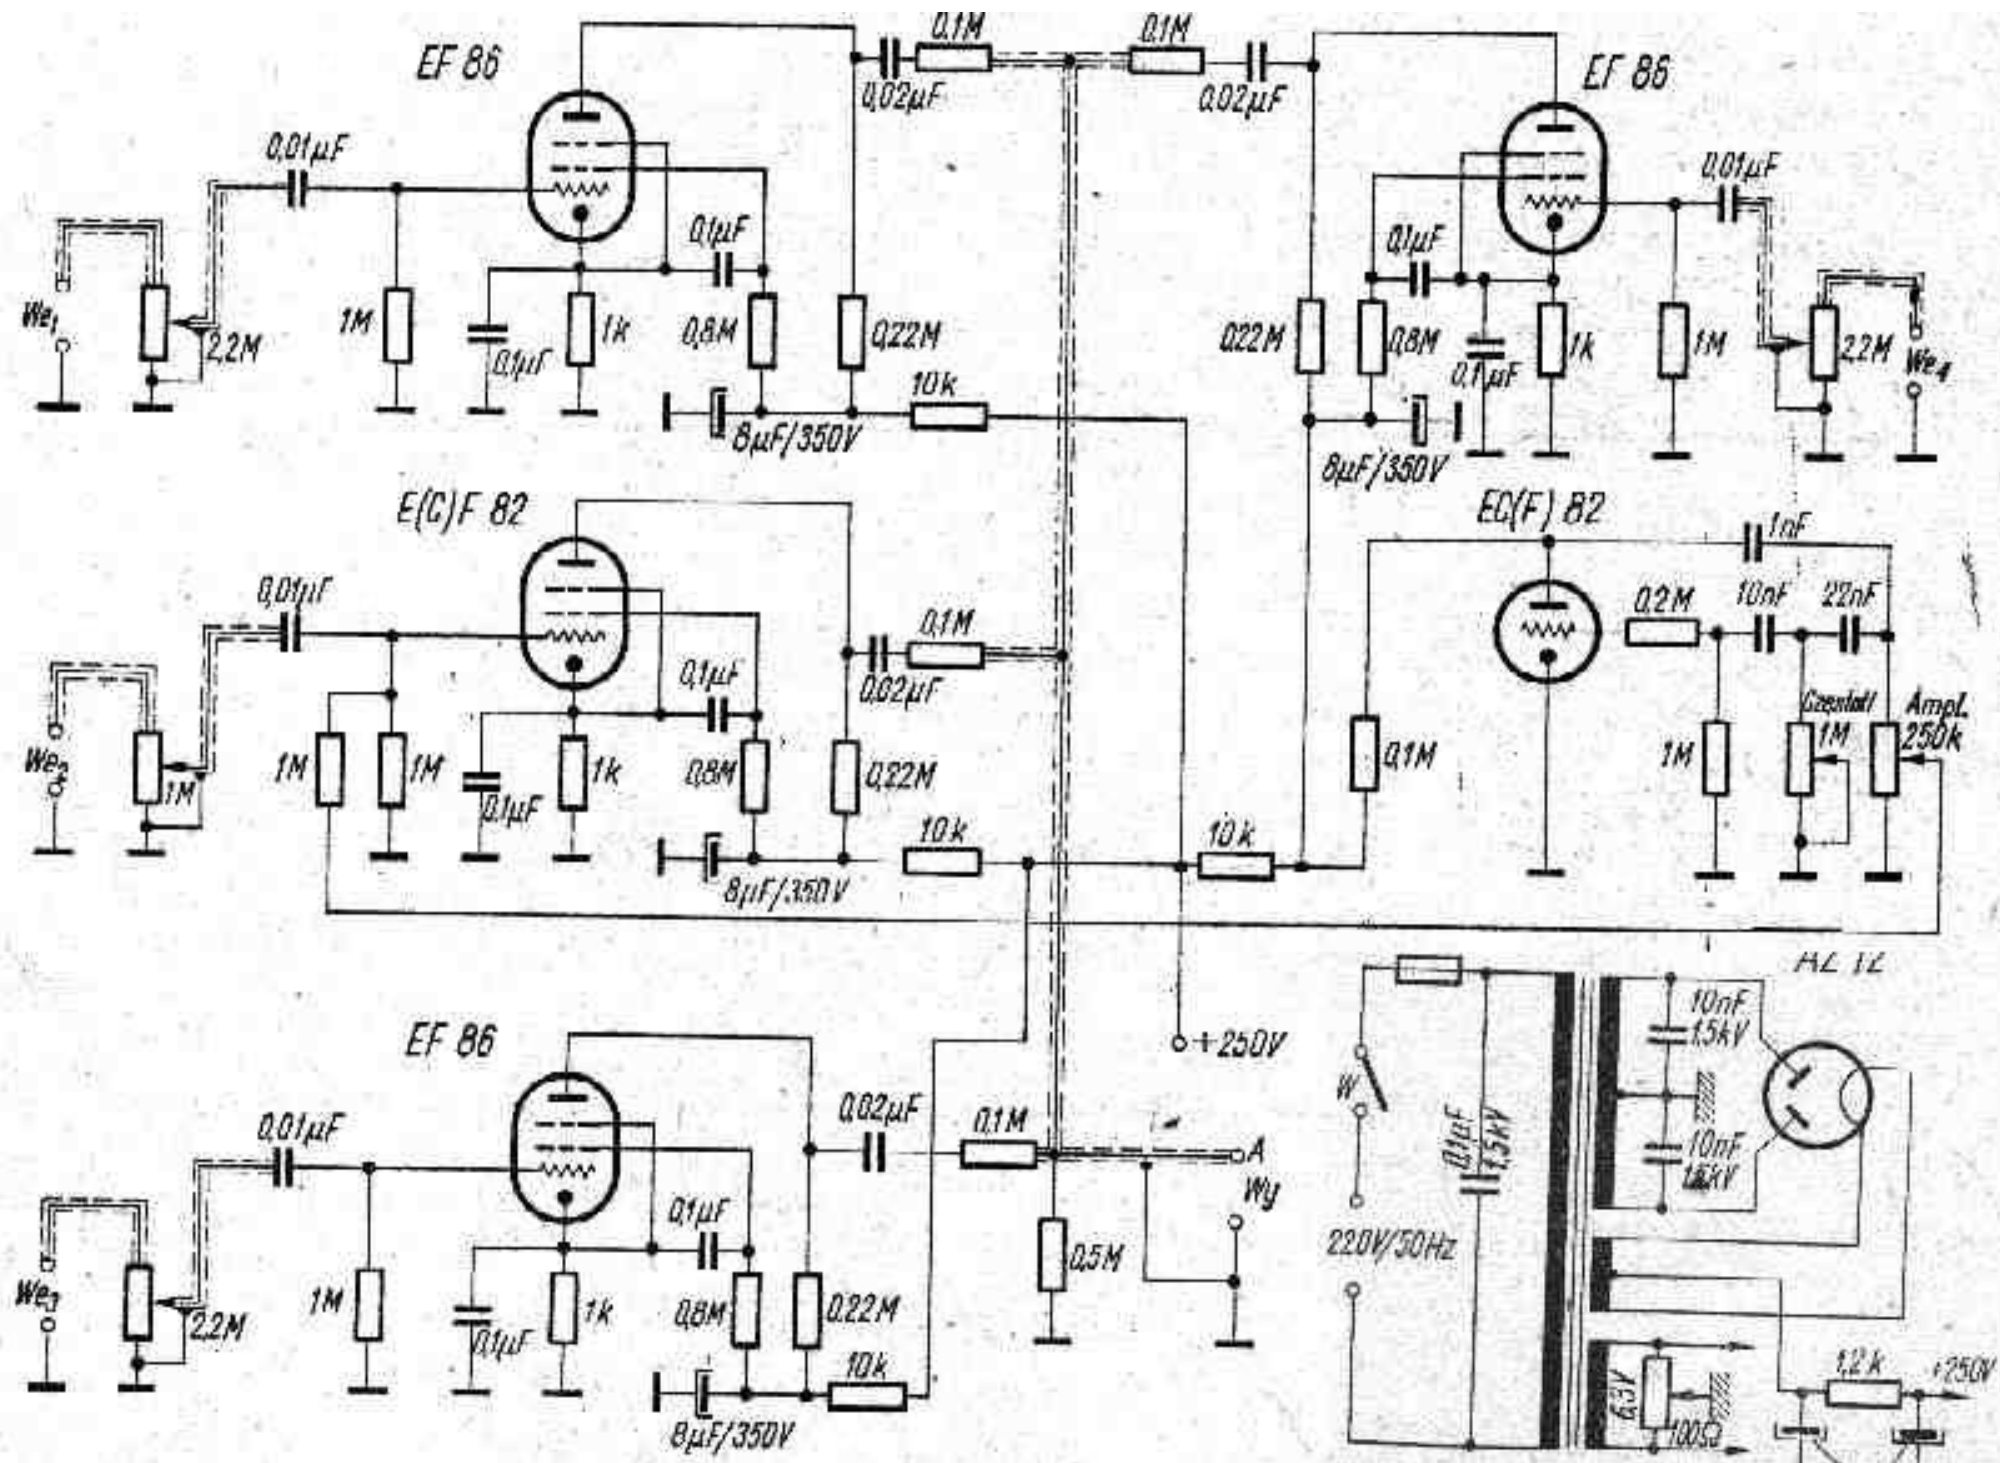 EF 86
0,01µF
We1
2,2M
1M
0,1µF
1k
0,1µF
0,8M
0,22M
8µF/350V
10k
0,02µF
0,1M
0,1M
0,02µF
EF 86
0,01µF
0,1µF
0,22M
0,8M
0,1µF
1k
1M
2,2M
We4
8µF/350V
E(C)F 82
0,01µF
We2
1M
1M
1M
0,1µF
1k
0,1µF
0,8M
0,22M
8µF/350V
10k
0,02µF
0,1M
EC(F) 82
1nF
0,2M
10nF
22nF
0,1M
1M
1M
Ampl.
250k
10k
EF 86
0,01µF
We3
2,2M
1M
0,1µF
1k
0,1µF
0,8M
0,22M
8µF/350V
10k
0,02µF
0,1M
A
Wy
0,5M
+250V
W
220V/50Hz
0,1µF
1,5kV
10nF
1,5kV
10nF
1,5kV
6,3V
100Ω
1,2k
+250V